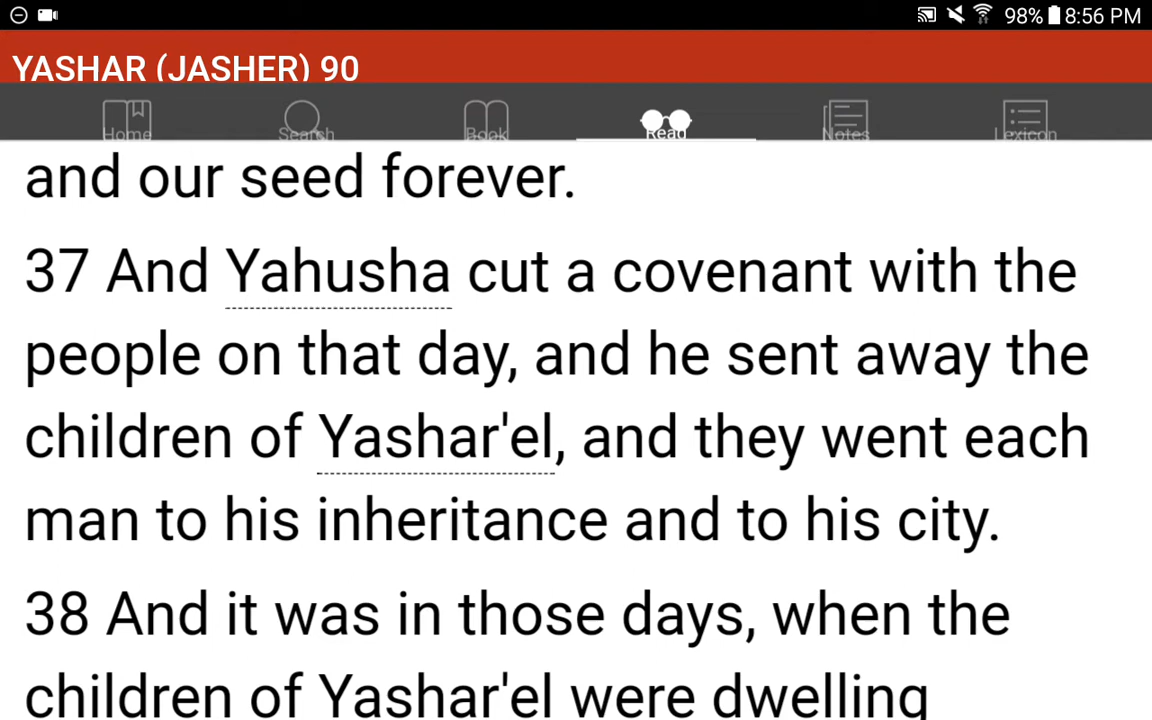 98% 8:56 PM
YASHAR (JASHER) 90
Home Search Book Read Notes Lexicon
and our seed forever.
37 And Yahusha cut a covenant with the
people on that day, and he sent away the
children of Yashar'el, and they went each
man to his inheritance and to his city.
38 And it was in those days, when the
children of Yashar'el were dwelling